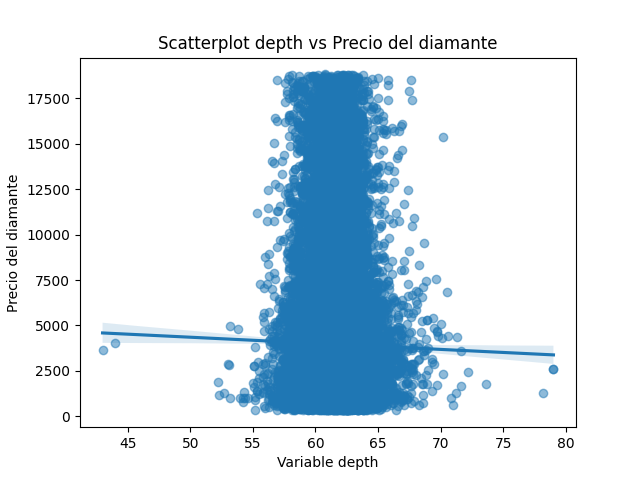 Scatterplot depth vs Precio del diamante
17500
15000
12500
10000
7500
5000
2500
0
Precio del diamante
45 50 55 60 65 70 75 80
Variable depth